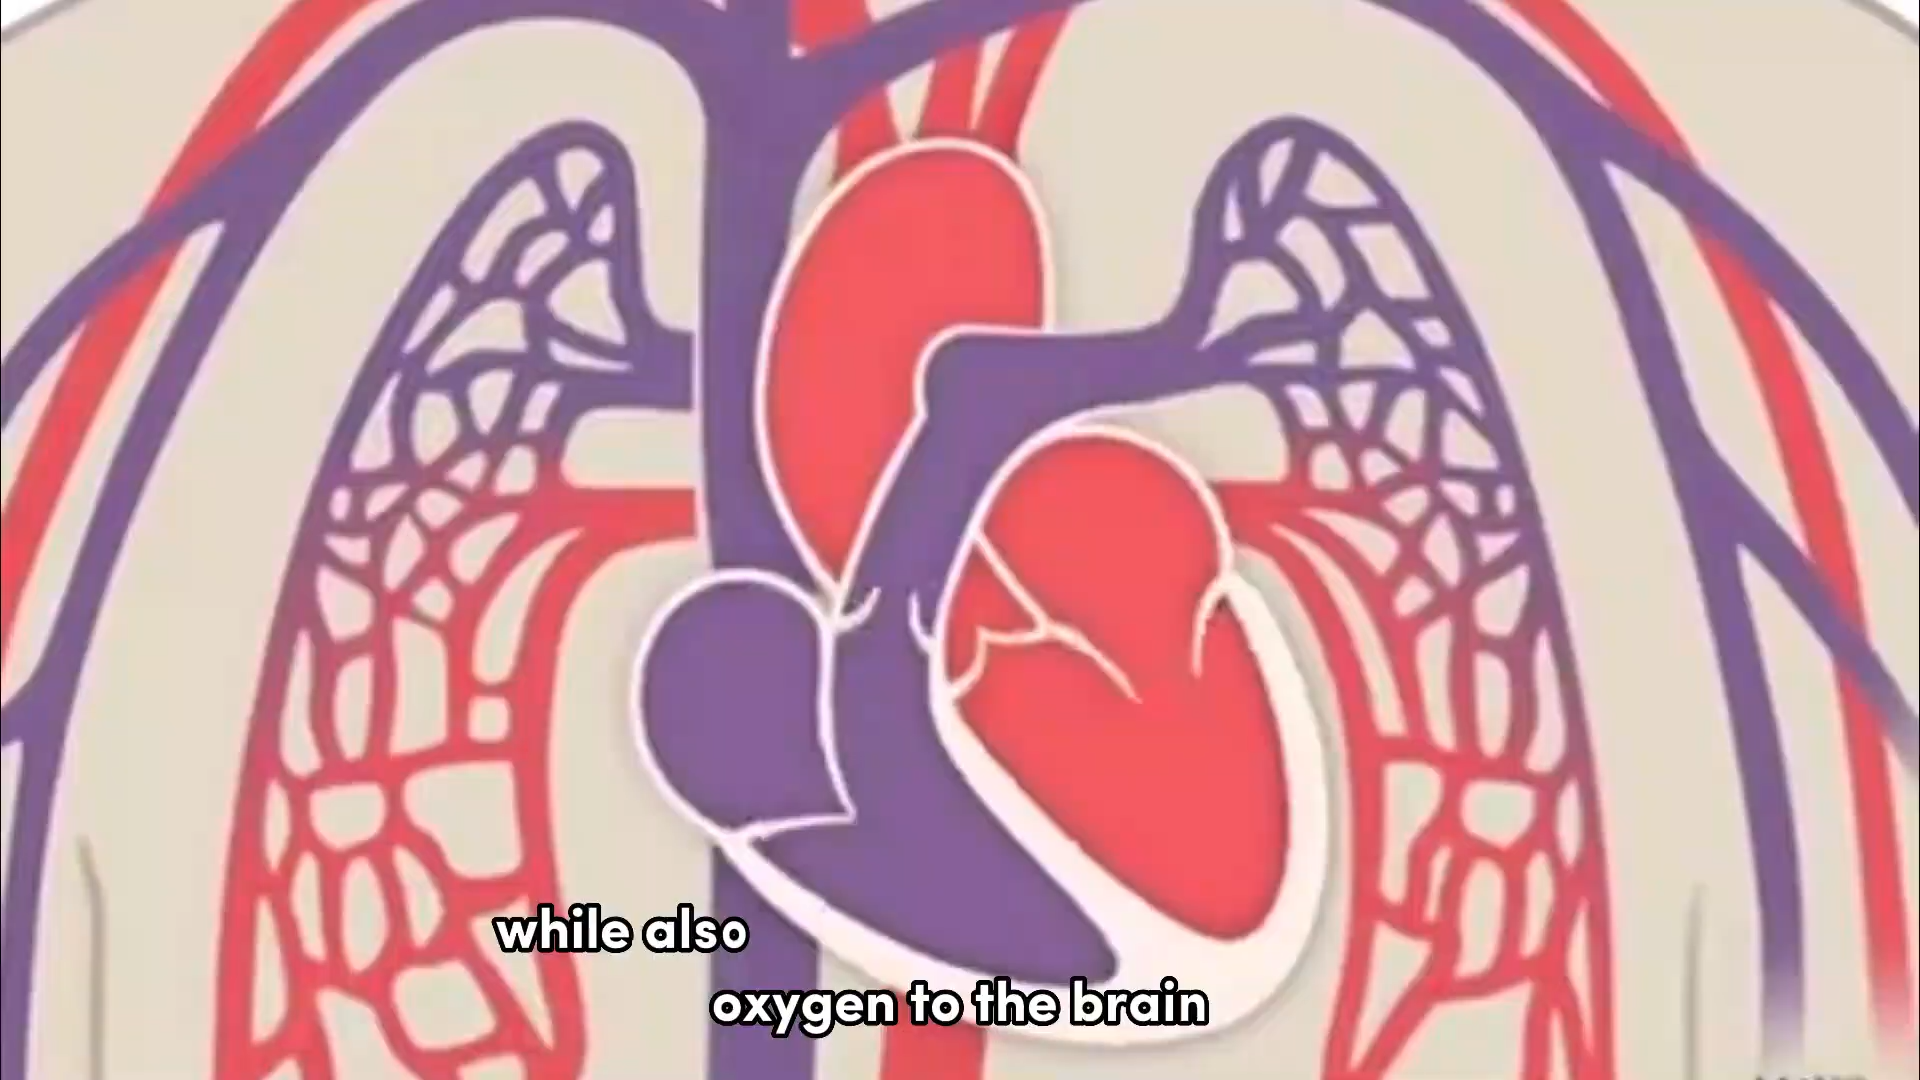 while also
oxygen to the brain